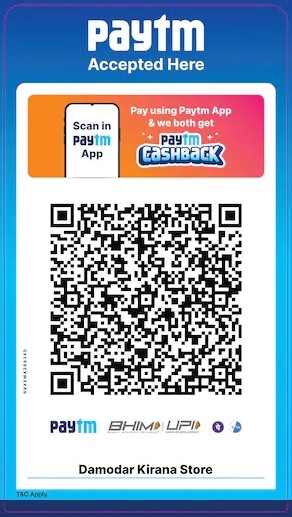 paytm
Accepted Here
Scan in
paytm
App
Pay using Paytm App
& we both get
paytm
CASHBACK
paytm
BHIM
UPI
Damodar Kirana Store
T&C Apply.